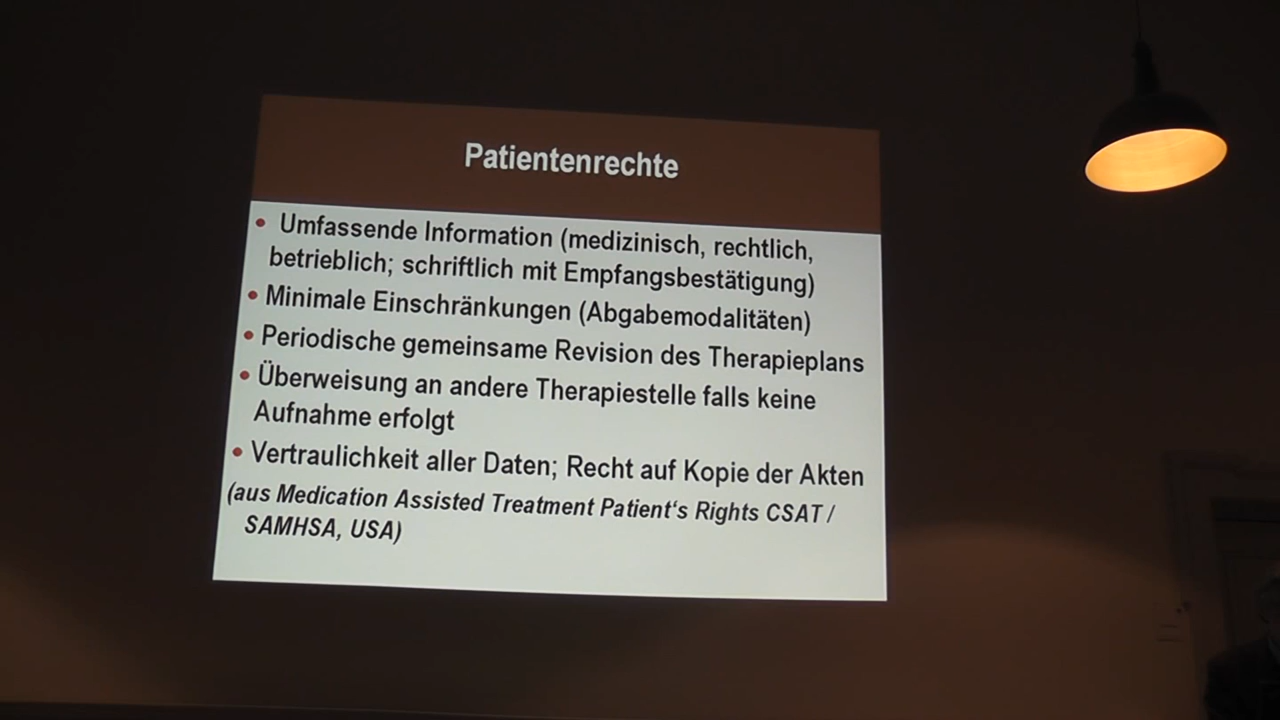 Patientenrechte
• Umfassende Information (medizinisch, rechtlich,
betrieblich; schriftlich mit Empfangsbestätigung)
• Minimale Einschränkungen (Abgabemodalitäten)
• Periodische gemeinsame Revision des Therapieplans
• Überweisung an andere Therapiestelle falls keine
Aufnahme erfolgt
• Vertraulichkeit aller Daten; Recht auf Kopie der Akten
(aus Medication Assisted Treatment Patient‘s Rights CSAT /
SAMHSA, USA)